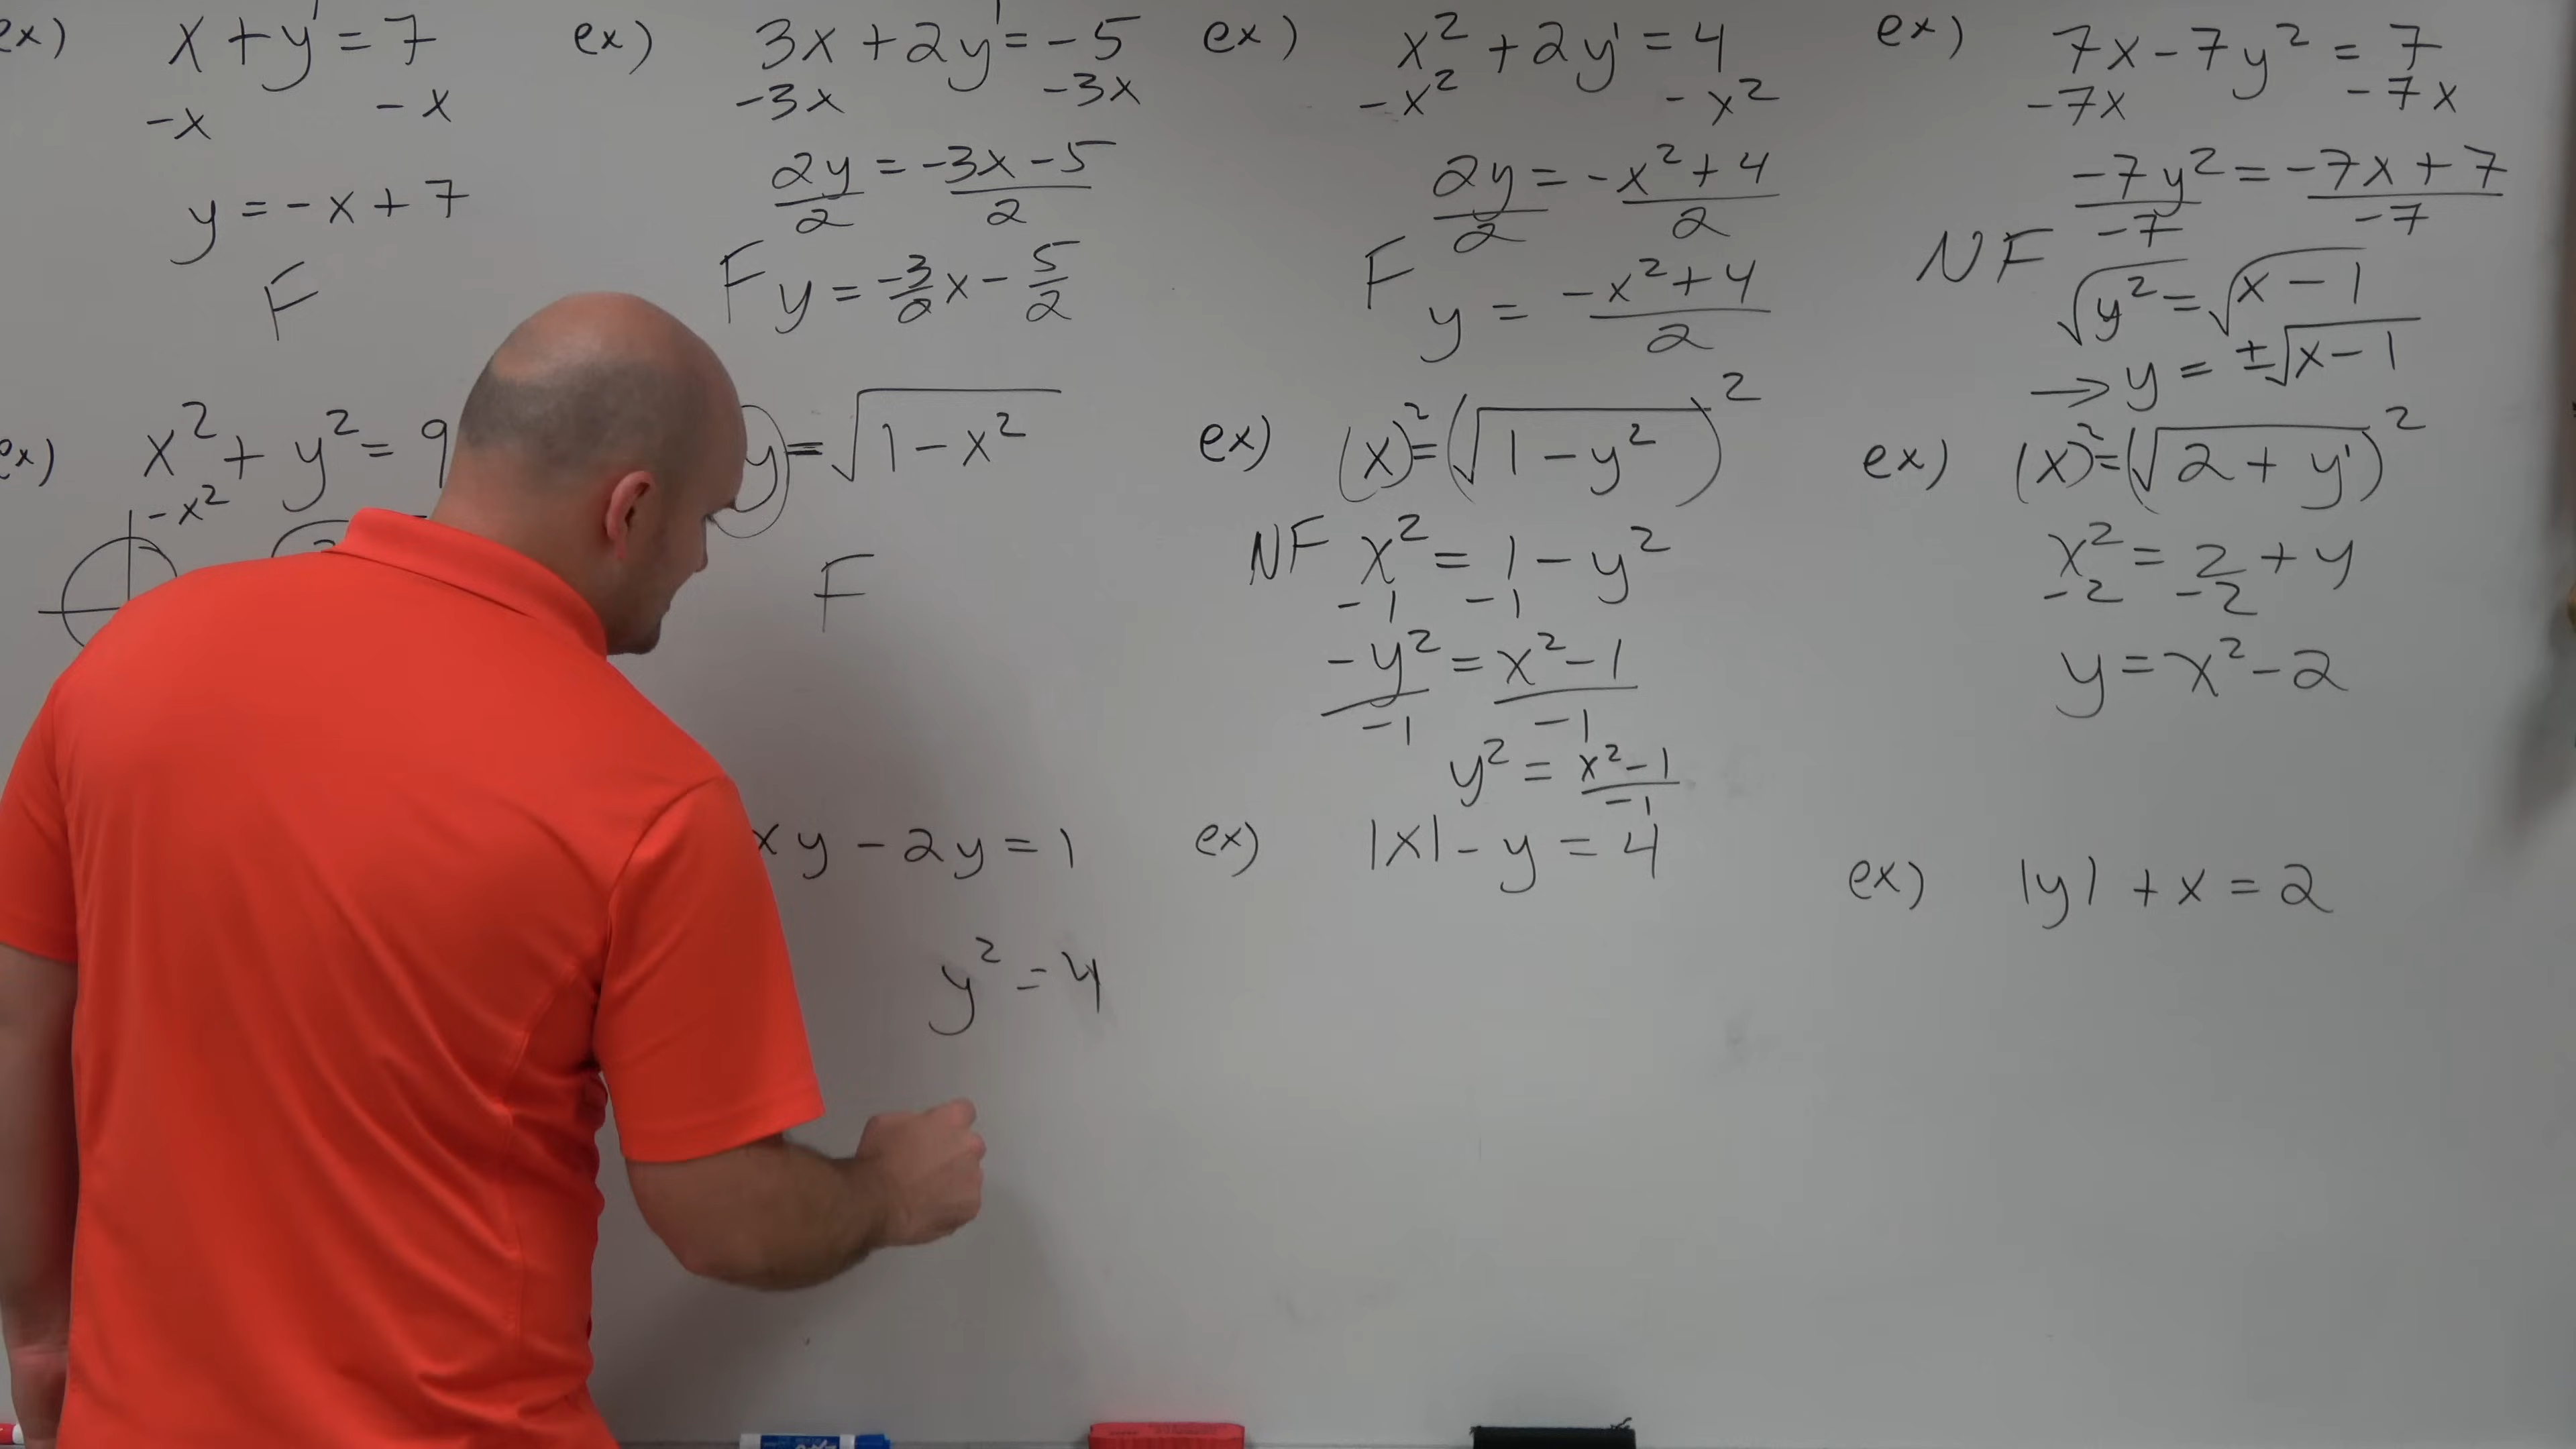 ex) x + y' = 7
-x -x
y = -x + 7
F
ex) 3x + 2y' = -5
-3x -3x
2y = -3x - 5
2 2
F y = -3/2 x - 5/2
ex) x² + 2y' = 4
-x² -x²
2y = -x² + 4
2 2
F y = -x² + 4
2
ex) 7x - 7y² = 7
-7x -7x
-7y² = -7x + 7
-7 -7
NF √y² = √x - 1
→ y = ±√x - 1
ex) x² + y² = 9
-x²
y = √1 - x²
F
ex) (x)² = (√1 - y²)²
NF x² = 1 - y²
-1 -1
-y² = x² - 1
-1 -1
y² = x² - 1
-1
ex) (x)² = (√2 + y')²
x² = 2 + y
-2 -2
y = x² - 2
xy - 2y = 1
y² = 4
ex) |x| - y = 4
ex) |y| + x = 2